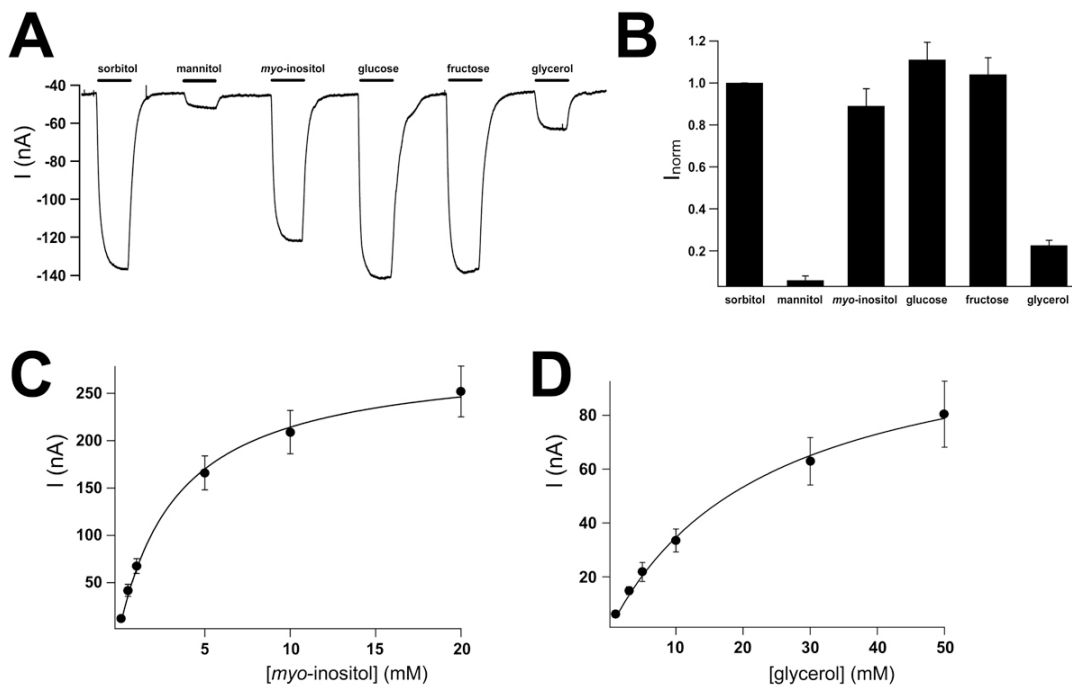 A
sorbitol mannitol myo-inositol glucose fructose glycerol
-40
-60
-80
-100
-120
-140
I (nA)
B
1.2
1.0
0.8
0.6
0.4
0.2
Inorm
sorbitol mannitol myo-inositol glucose fructose glycerol
C
250
200
150
100
50
I (nA)
5 10 15 20
[myo-inositol] (mM)
D
80
60
40
20
I (nA)
10 20 30 40 50
[glycerol] (mM)